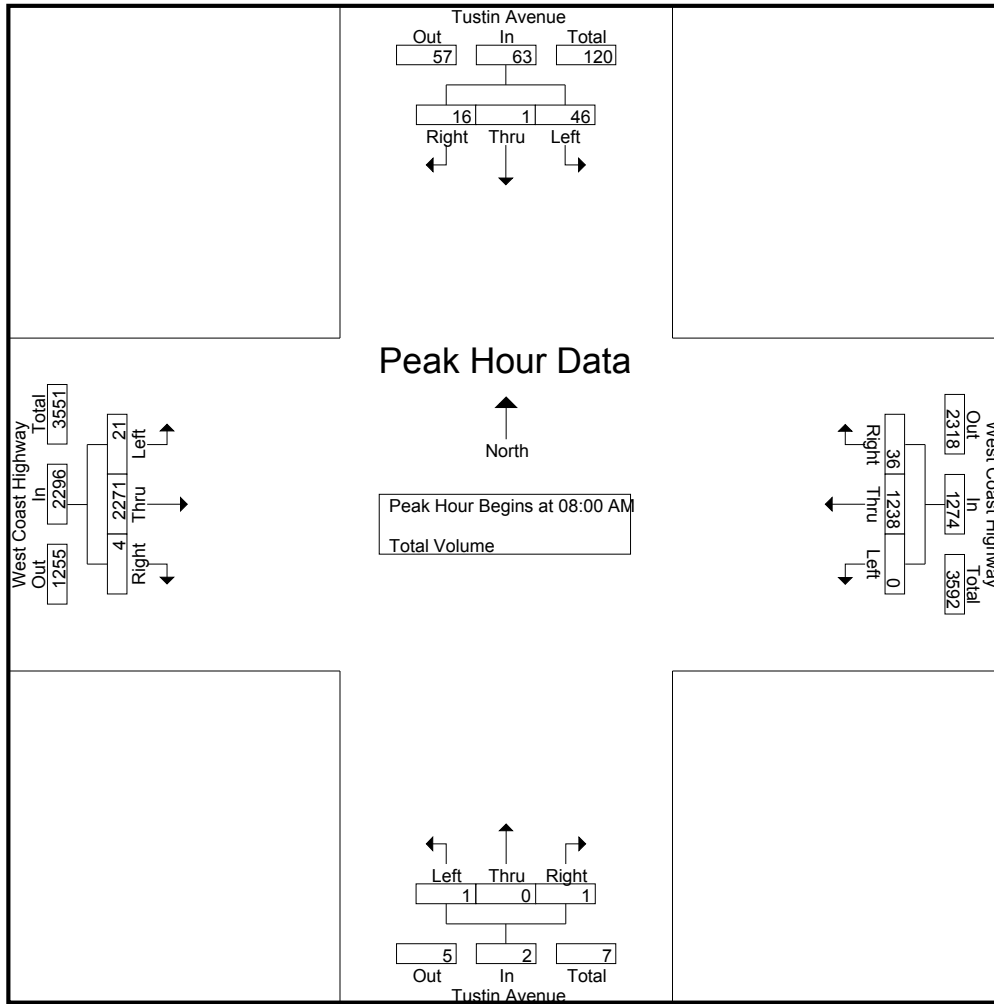 Tustin Avenue
Out In Total
57 63 120
16 1 46
Right Thru Left
Peak Hour Data
North
Peak Hour Begins at 08:00 AM
Total Volume
West Coast Highway
Out In Total
1255 2296 3551
Right Thru Left
4 2271 21
West Coast Highway
Out In Total
2318 1274 3592
Right Thru Left
36 1238 0
Left Thru Right
1 0 1
5 2 7
Out In Total
Tustin Avenue